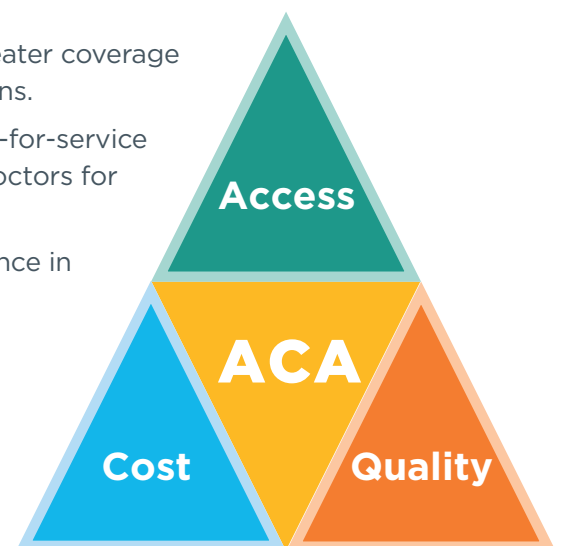 eater coverage
ns.
-for-service
octors for
nce in
Access
ACA
Cost
Quality